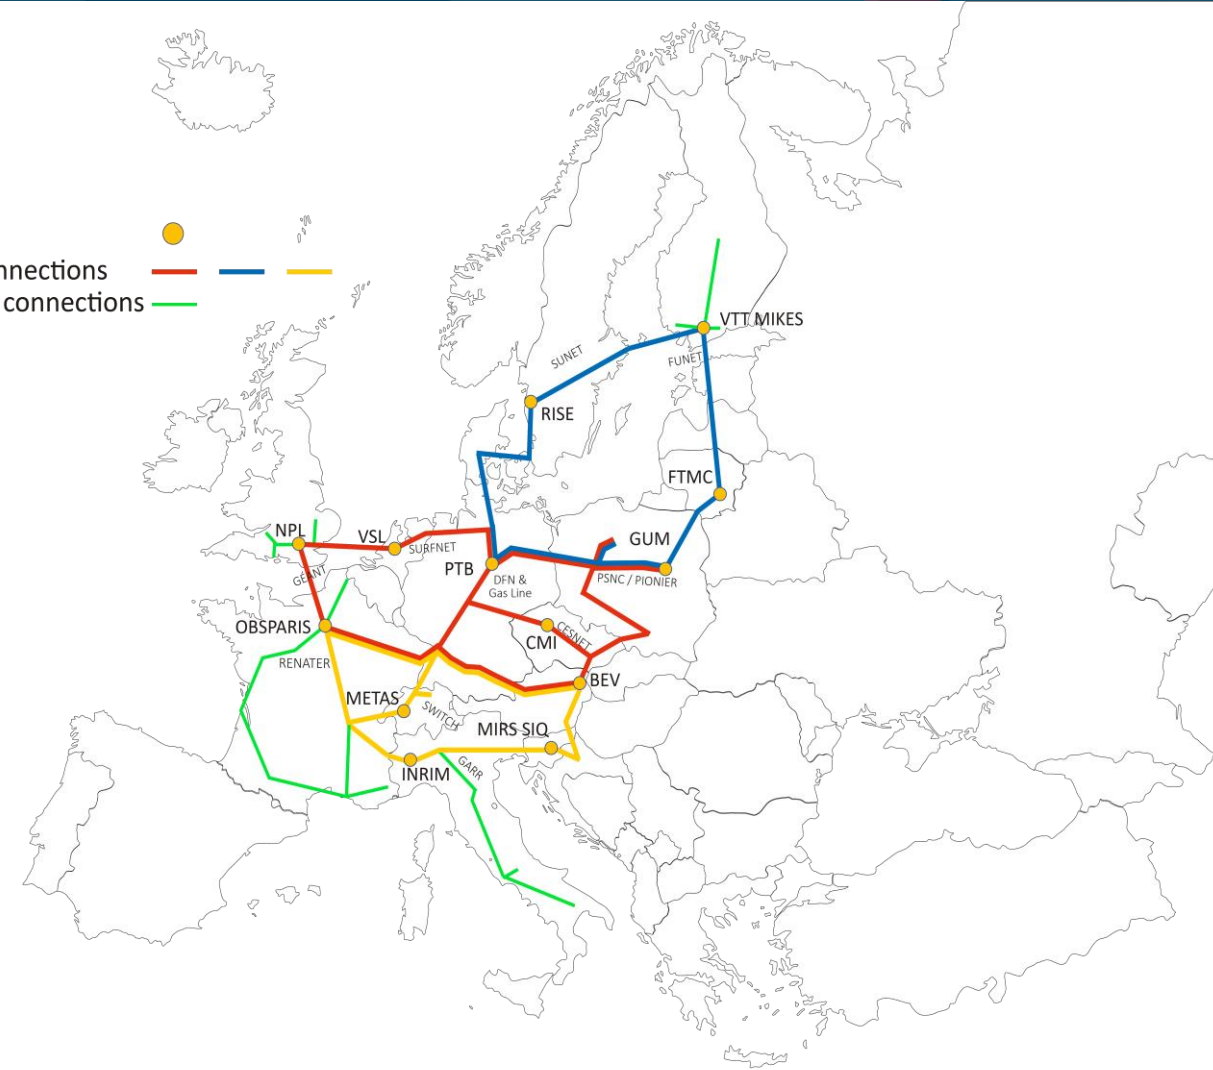 nnections
connections
VTT MIKES
SUNET
FUNET
RISE
FTMC
NPL
VSL
SURFNET
GUM
PTB
DFN &
Gas Line
PSNC / PIONIER
GÉANT
OBSPARIS
CESNET
CMI
RENATER
BEV
METAS
SWITCH
MIRS SIQ
INRIM
GARR